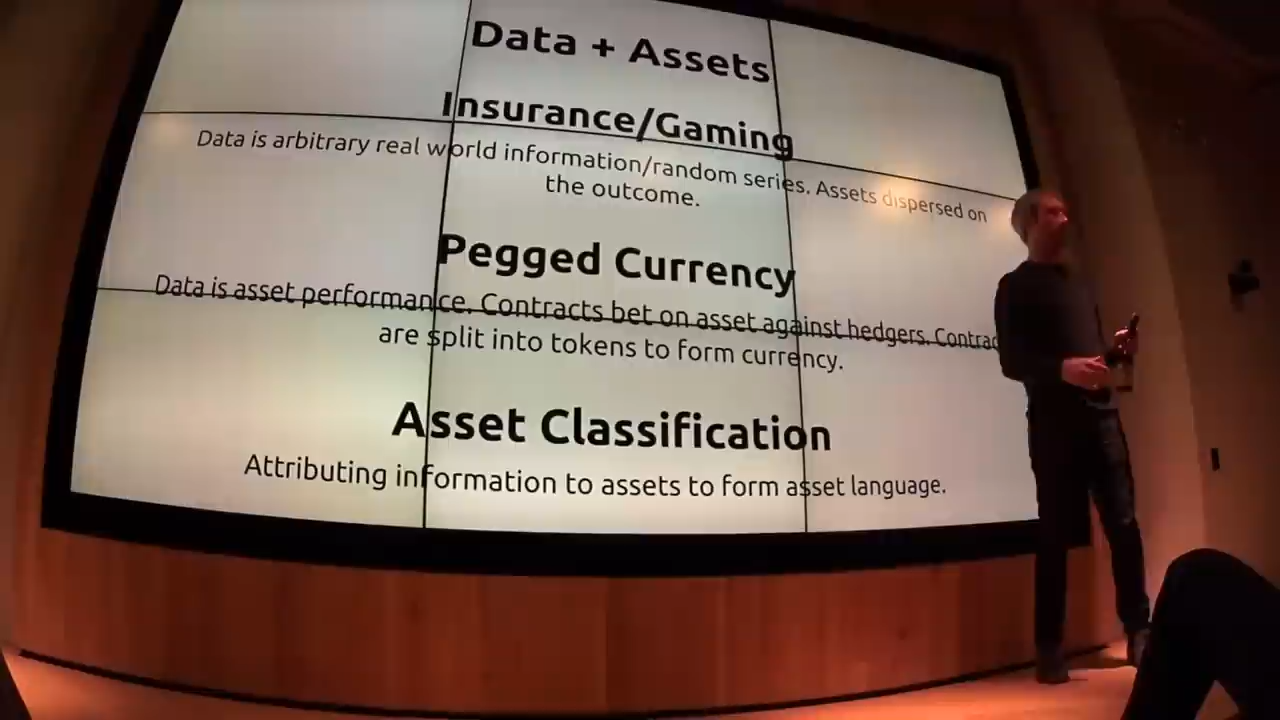 Data + Assets
Insurance/Gaming
Data is arbitrary real world information/random series. Assets dispersed on
the outcome.
Pegged Currency
Data is asset performance. Contracts bet on asset against hedgers.
are split into tokens to form currency.
Asset Classification
Attributing information to assets to form asset language.